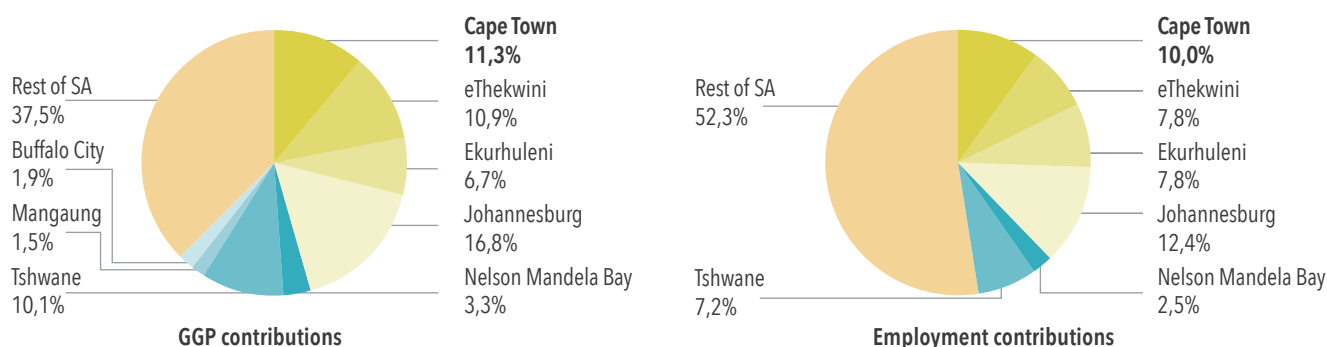 Cape Town
11,3%
eThekwini
10,9%
Ekurhuleni
6,7%
Johannesburg
16,8%
Nelson Mandela Bay
3,3%
Rest of SA
37,5%
Buffalo City
1,9%
Mangaung
1,5%
Tshwane
10,1%
GGP contributions
Cape Town
10,0%
eThekwini
7,8%
Ekurhuleni
7,8%
Johannesburg
12,4%
Nelson Mandela Bay
2,5%
Rest of SA
52,3%
Tshwane
7,2%
Employment contributions